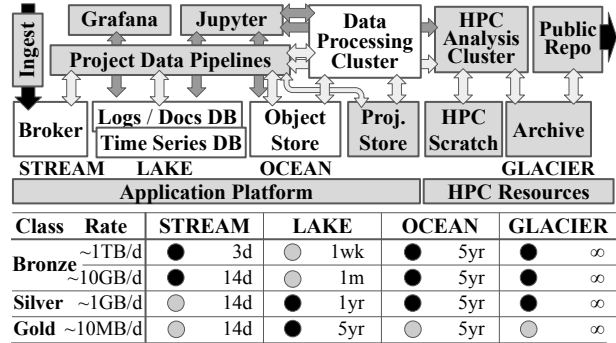 Ingest
Grafana
Jupyter
Data Processing Cluster
HPC Analysis Cluster
Public Repo
Project Data Pipelines
Broker
Logs / Docs DB
Time Series DB
Object Store
Proj. Store
HPC Scratch
Archive
STREAM LAKE OCEAN GLACIER
Application Platform HPC Resources
Class Rate STREAM LAKE OCEAN GLACIER
Bronze ~1TB/d 3d 1wk 5yr ∞
~10GB/d 14d 1m 5yr ∞
Silver ~1GB/d 14d 1yr 5yr ∞
Gold ~10MB/d 14d 5yr 5yr ∞